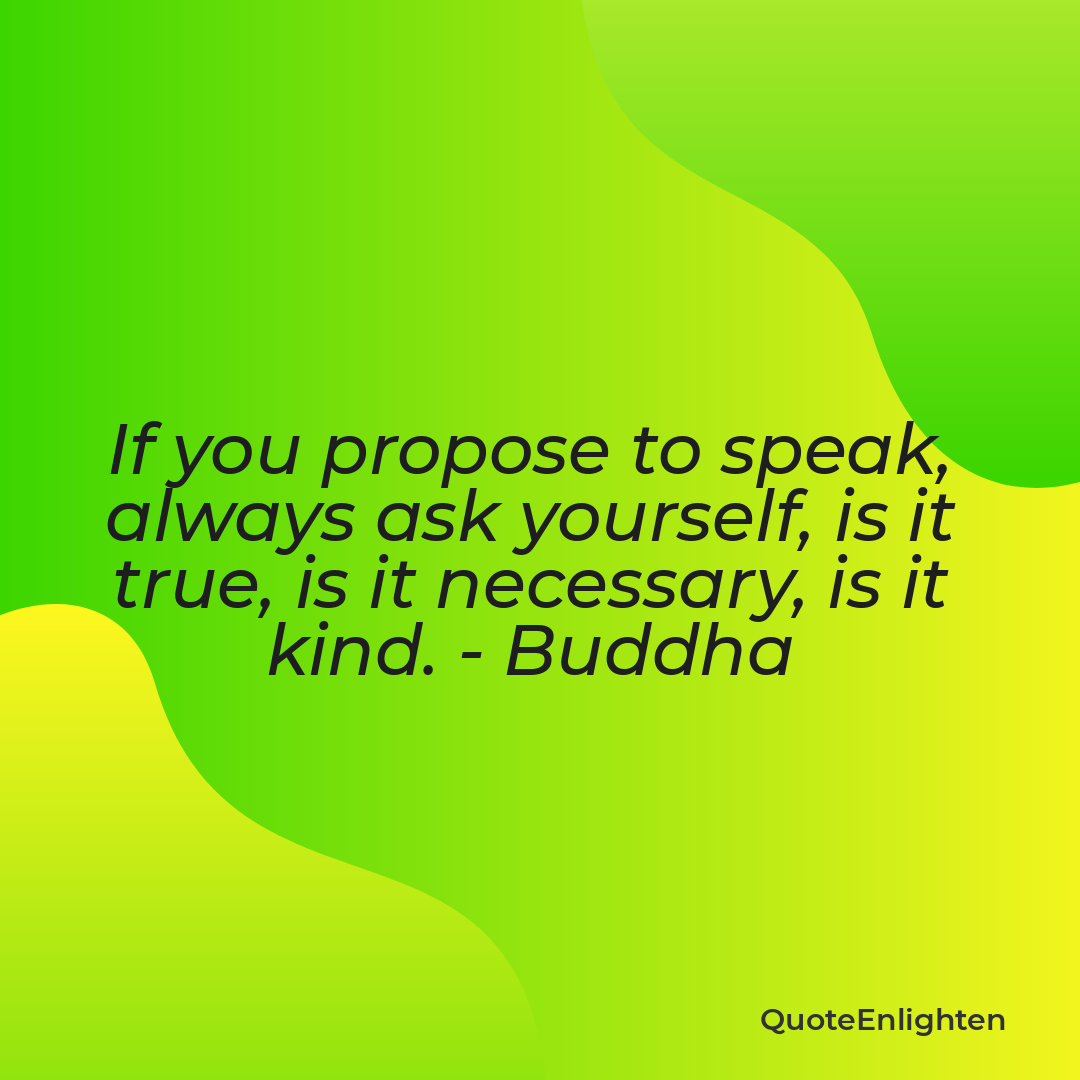 If you propose to speak,
always ask yourself, is it
true, is it necessary, is it
kind. - Buddha
QuoteEnlighten